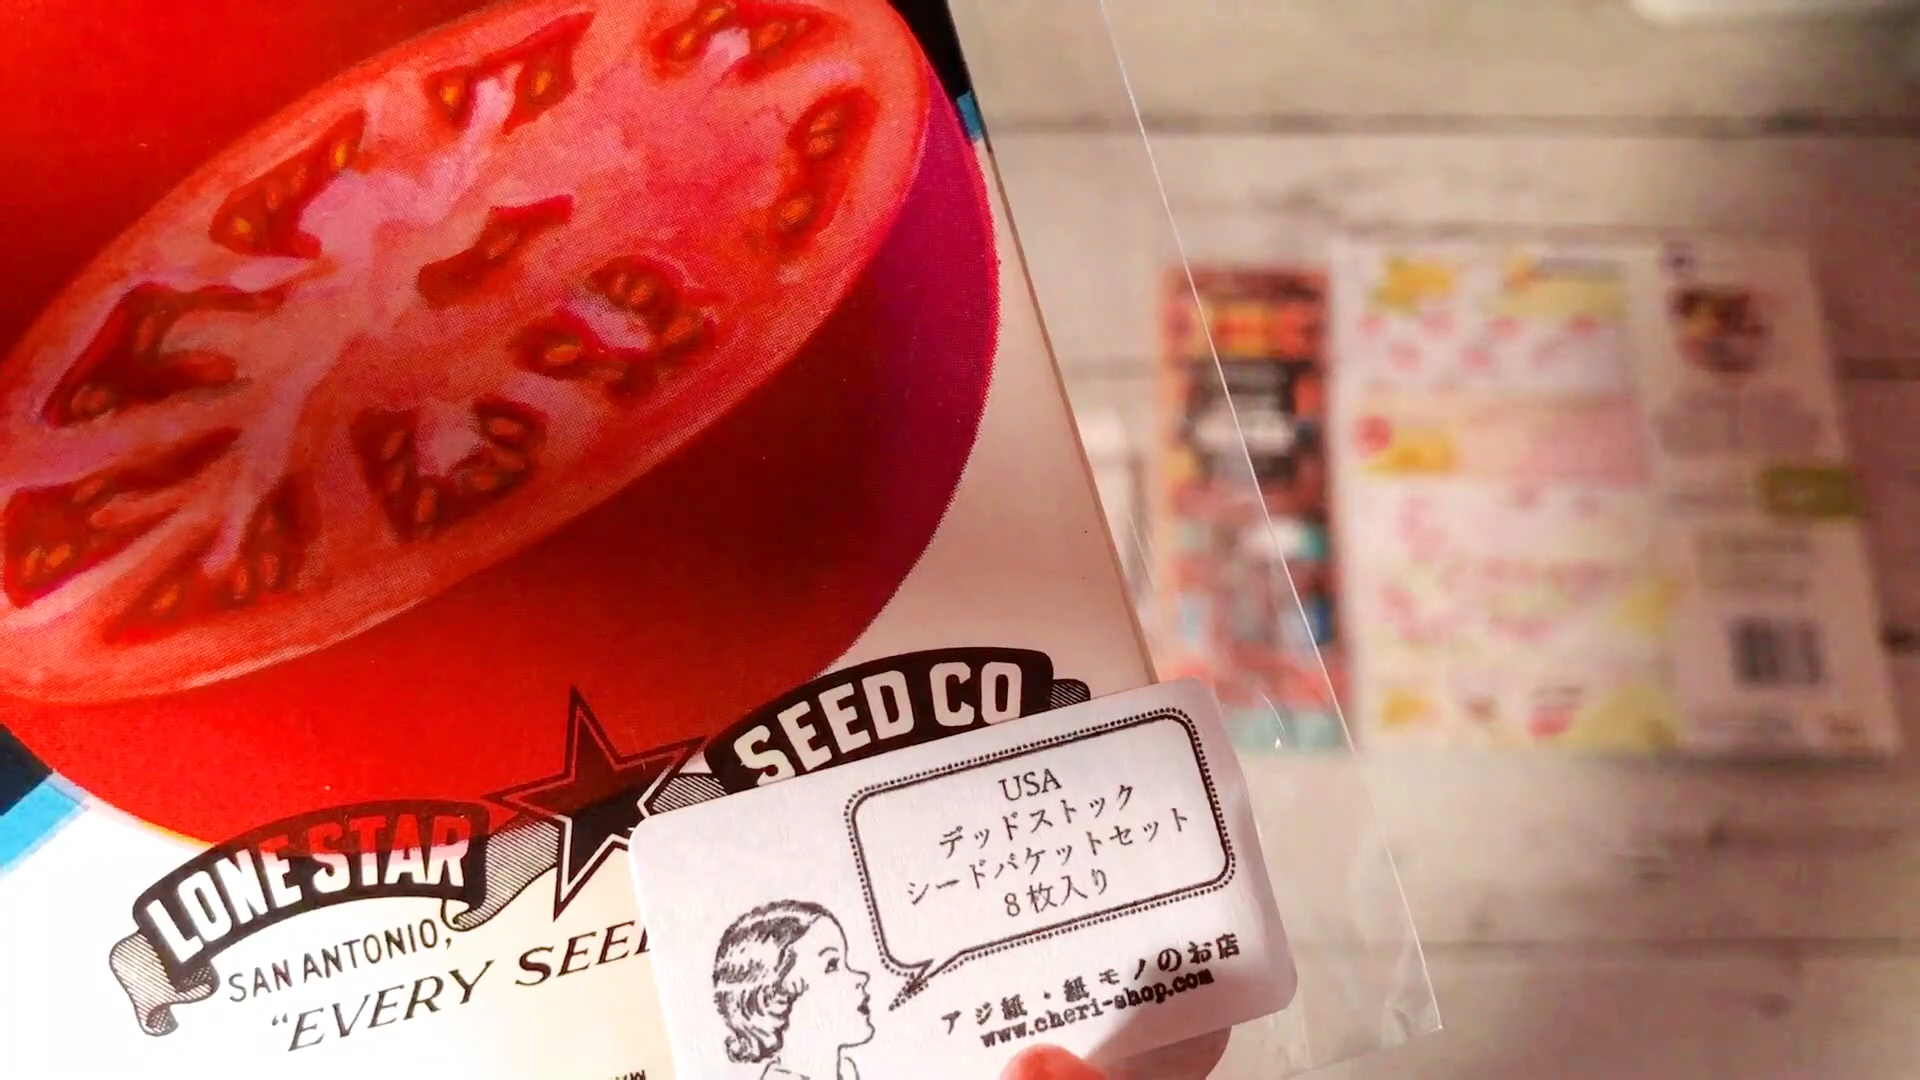 LONE STAR
SEED CO
SAN ANTONIO,
"EVERY SEED
USA
デッドストック
シードパケットセット
8枚入り
アジ紙・紙モノのお店
www.cheri-shop.com